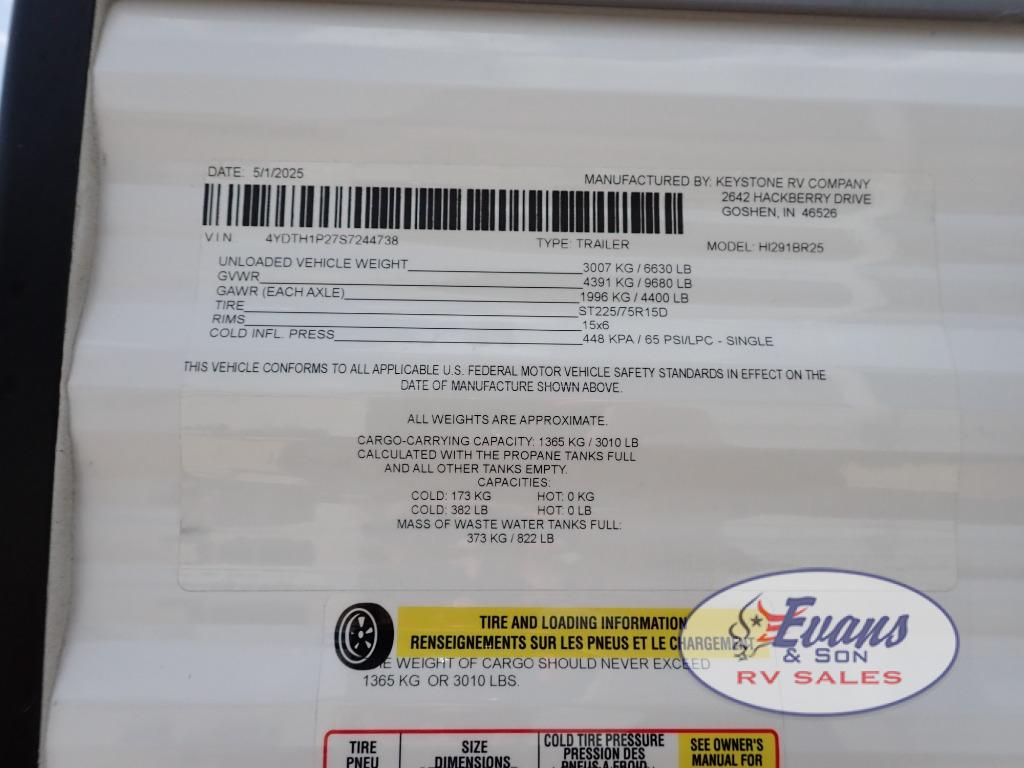 DATE: 5/1/2025
MANUFACTURED BY: KEYSTONE RV COMPANY
2642 HACKBERRY DRIVE
GOSHEN, IN 46526
VIN 4YDTH1P27S7244738 TYPE: TRAILER MODEL: HI291BR25
UNLOADED VEHICLE WEIGHT 3007 KG / 6630 LB
GVWR 4391 KG / 9680 LB
GAWR (EACH AXLE) 1996 KG / 4400 LB
TIRE ST225/75R15D
RIMS 15x6
COLD INFL. PRESS 448 KPA / 65 PSI/LPC - SINGLE
THIS VEHICLE CONFORMS TO ALL APPLICABLE U.S. FEDERAL MOTOR VEHICLE SAFETY STANDARDS IN EFFECT ON THE
DATE OF MANUFACTURE SHOWN ABOVE.
ALL WEIGHTS ARE APPROXIMATE.
CARGO-CARRYING CAPACITY: 1365 KG / 3010 LB
CALCULATED WITH THE PROPANE TANKS FULL
AND ALL OTHER TANKS EMPTY.
CAPACITIES:
COLD: 173 KG HOT: 0 KG
COLD: 382 LB HOT: 0 LB
MASS OF WASTE WATER TANKS FULL:
373 KG / 822 LB
TIRE AND LOADING INFORMATION
RENSEIGNEMENTS SUR LES PNEUS ET LE CHARGEMENT
WEIGHT OF CARGO SHOULD NEVER EXCEED
1365 KG OR 3010 LBS.
Evans
& SON
RV SALES
TIRE
PNEU
SIZE
DIMENSIONS
COLD TIRE PRESSURE
PRESSION DES
PNEUS A FROID
SEE OWNER'S
MANUAL FOR